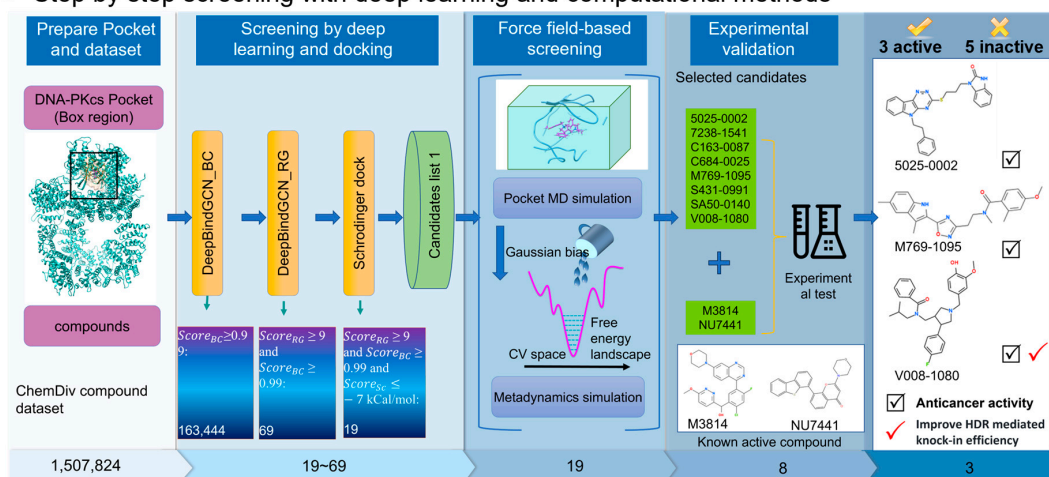 Step by step screening with deep learning and computational methods
Prepare Pocket
and dataset
DNA-PKcs Pocket
(Box region)
compounds
ChemDiv compound
dataset
1,507,824
Screening by deep
learning and docking
DeepBindGCN_BC
DeepBindGCN_RG
Schrodinger dock
Candidates list 1
Score_BC≥0.9
9:
163,444
Score_RG ≥ 9
and
Score_BC ≥
0.99:
69
Score_RG ≥ 9
and Score_BC ≥
0.99 and
Score_Sc ≤
− 7 kCal/mol:
19
19~69
Force field-based
screening
Pocket MD simulation
Gaussian bias
Free
energy
landscape
CV space
Metadynamics simulation
19
Experimental
validation
Selected candidates
5025-0002
7238-1541
C163-0087
C684-0025
M769-1095
S431-0991
SA50-0140
V008-1080
M3814
NU7441
Experiment
al test
M3814
NU7441
Known active compound
8
3 active
5 inactive
5025-0002
M769-1095
V008-1080
Anticancer activity
Improve HDR mediated
knock-in efficiency
3